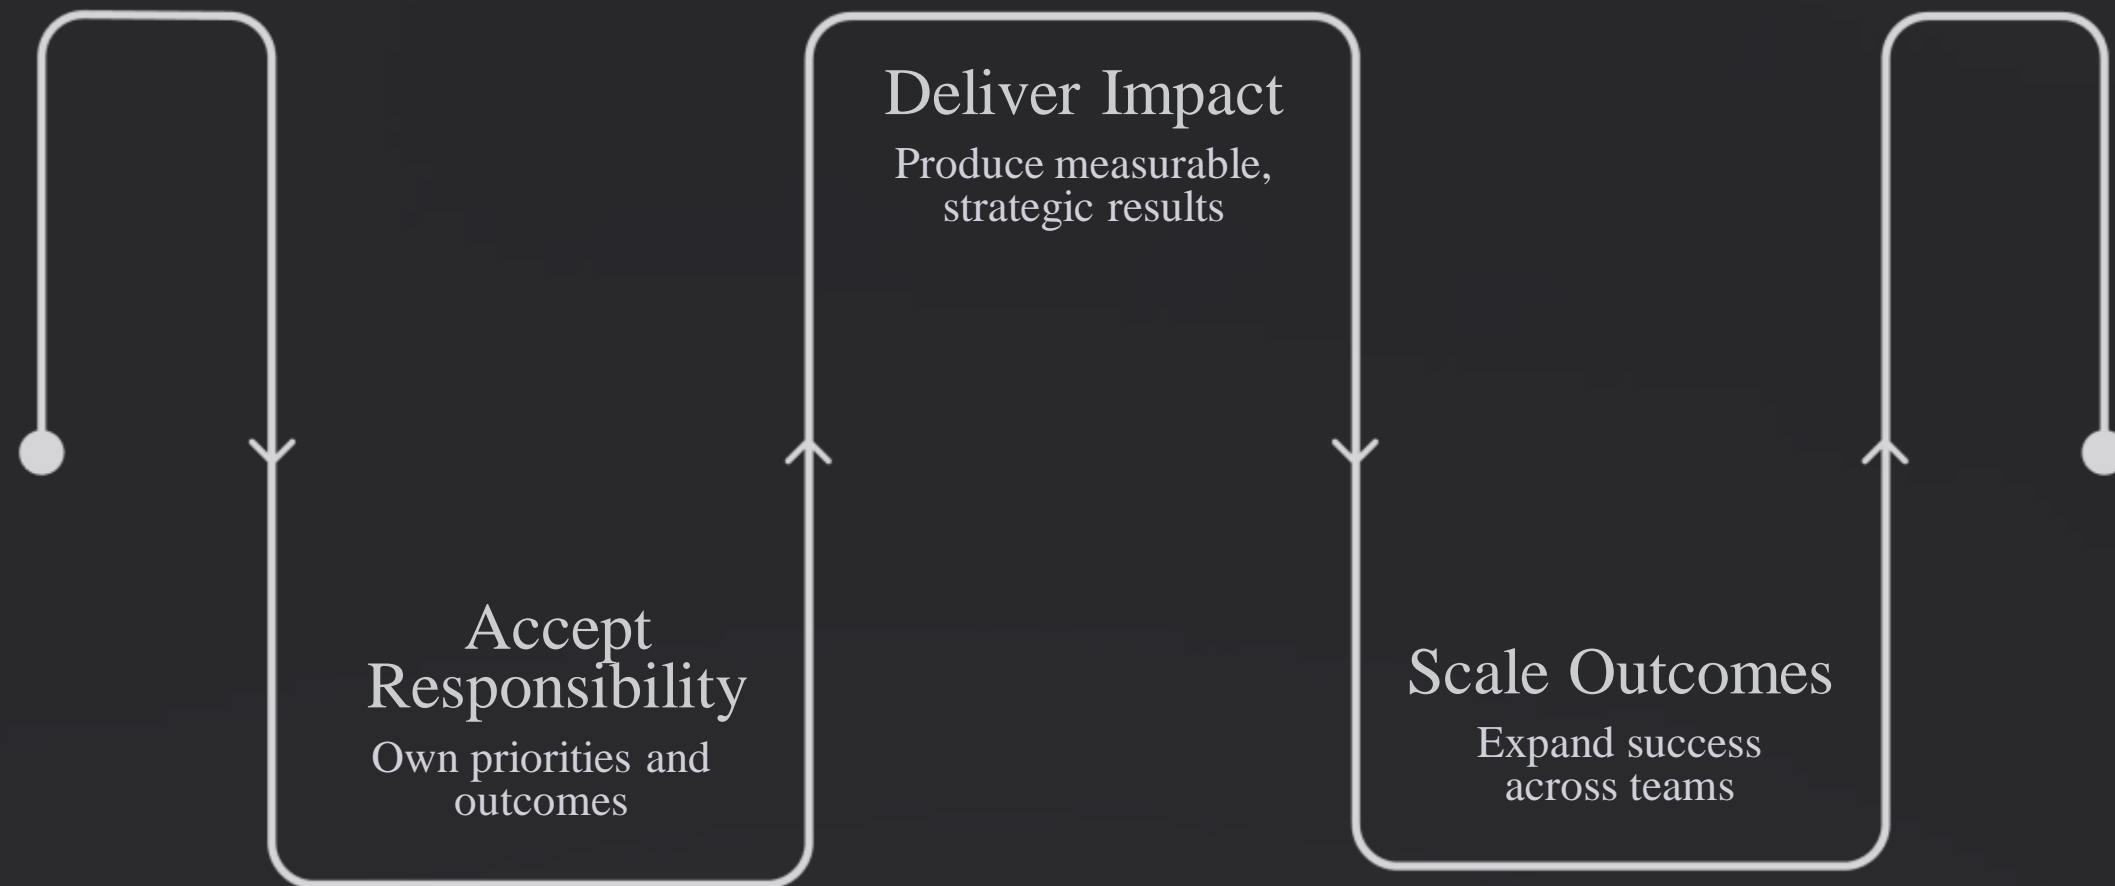 Deliver Impact
Produce measurable,
strategic results
Accept
Responsibility
Own priorities and
outcomes
Scale Outcomes
Expand success
across teams